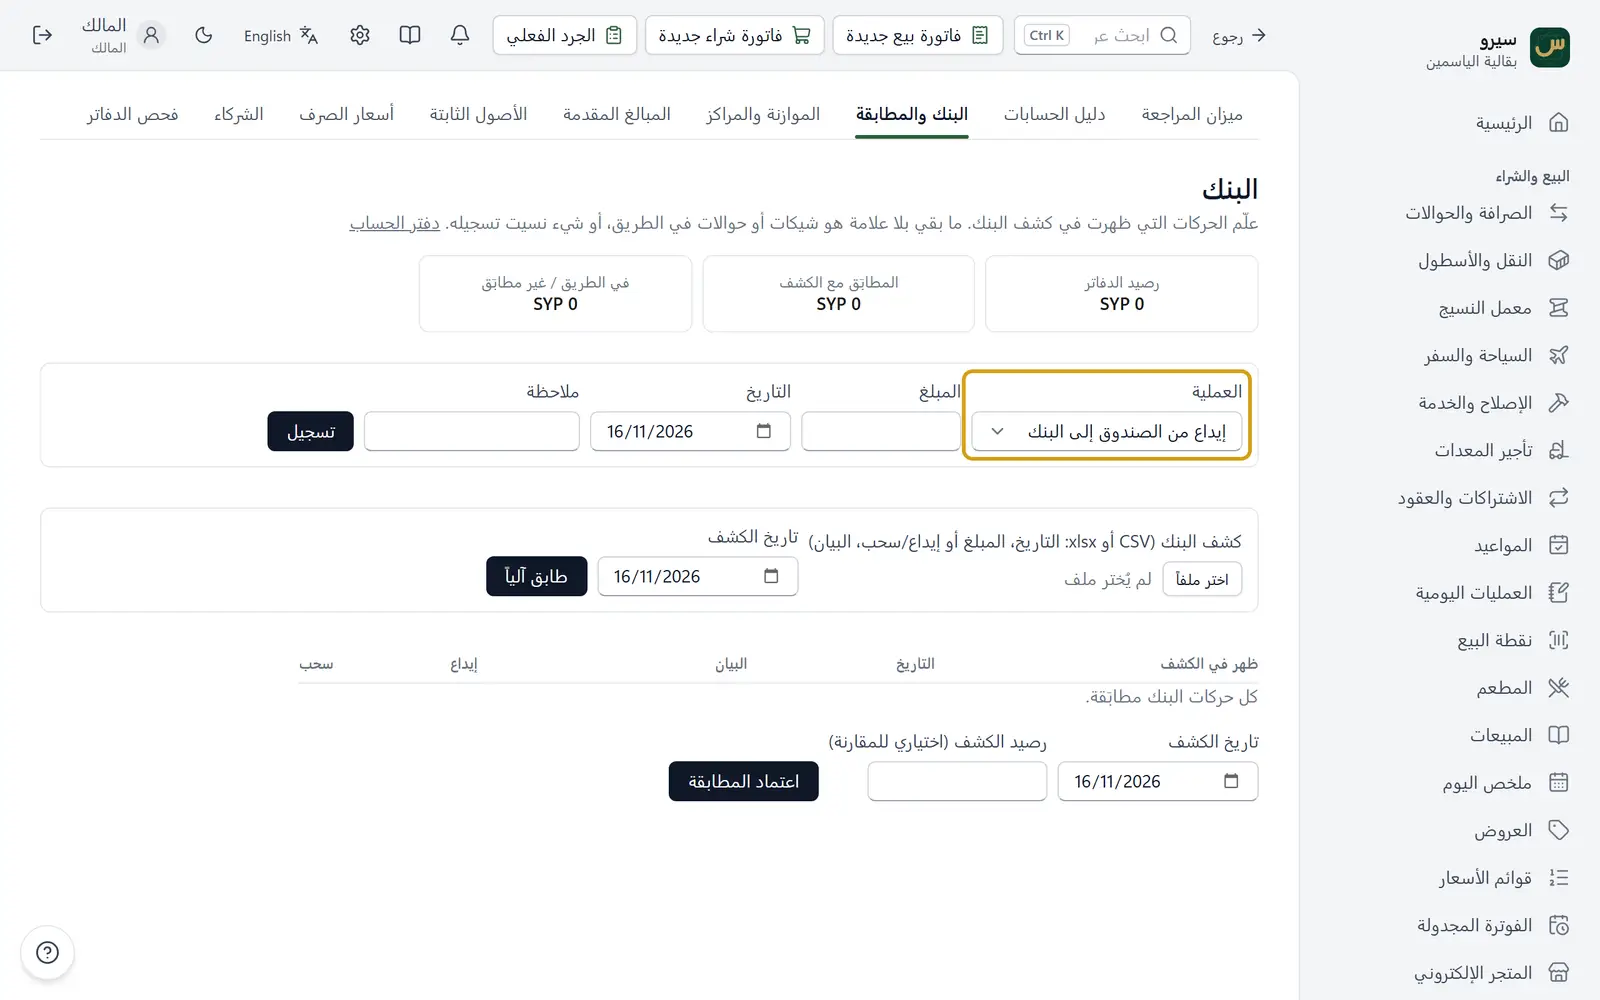 سيرو
بقالية الياسمين
رجوع
ابحث عر Ctrl K
فاتورة بيع جديدة
فاتورة شراء جديدة
الجرد الفعلي
English
المالك
المالك
الرئيسية
البيع والشراء
الصرافة والحوالات
النقل والأسطول
معمل النسيج
السياحة والسفر
الإصلاح والخدمة
تأجير المعدات
الاشتراكات والعقود
المواعيد
العمليات اليومية
نقطة البيع
المطعم
المبيعات
ملخص اليوم
العروض
قوائم الأسعار
الفوترة المجدولة
المتجر الإلكتروني
ميزان المراجعة دليل الحسابات البنك والمطابقة الموازنة والمراكز المبالغ المقدمة الأصول الثابتة أسعار الصرف الشركاء فحص الدفاتر
البنك
علّم الحركات التي ظهرت في كشف البنك. ما بقي بلا علامة هو شيكات أو حوالات في الطريق، أو شيء نسيت تسجيله. دفتر الحساب
رصيد الدفاتر المطابَق مع الكشف في الطريق / غير مطابَق
SYP 0 SYP 0 SYP 0
العملية المبلغ التاريخ ملاحظة
إيداع من الصندوق إلى البنك 16/11/2026 تسجيل
كشف البنك (CSV أو xlsx: التاريخ، المبلغ أو إيداع/سحب، البيان) تاريخ الكشف
اختر ملفاً لم يُختر ملف 16/11/2026 طابق آلياً
ظهر في الكشف التاريخ البيان إيداع سحب
كل حركات البنك مطابَقة.
تاريخ الكشف رصيد الكشف (اختياري للمقارنة)
16/11/2026 اعتماد المطابقة